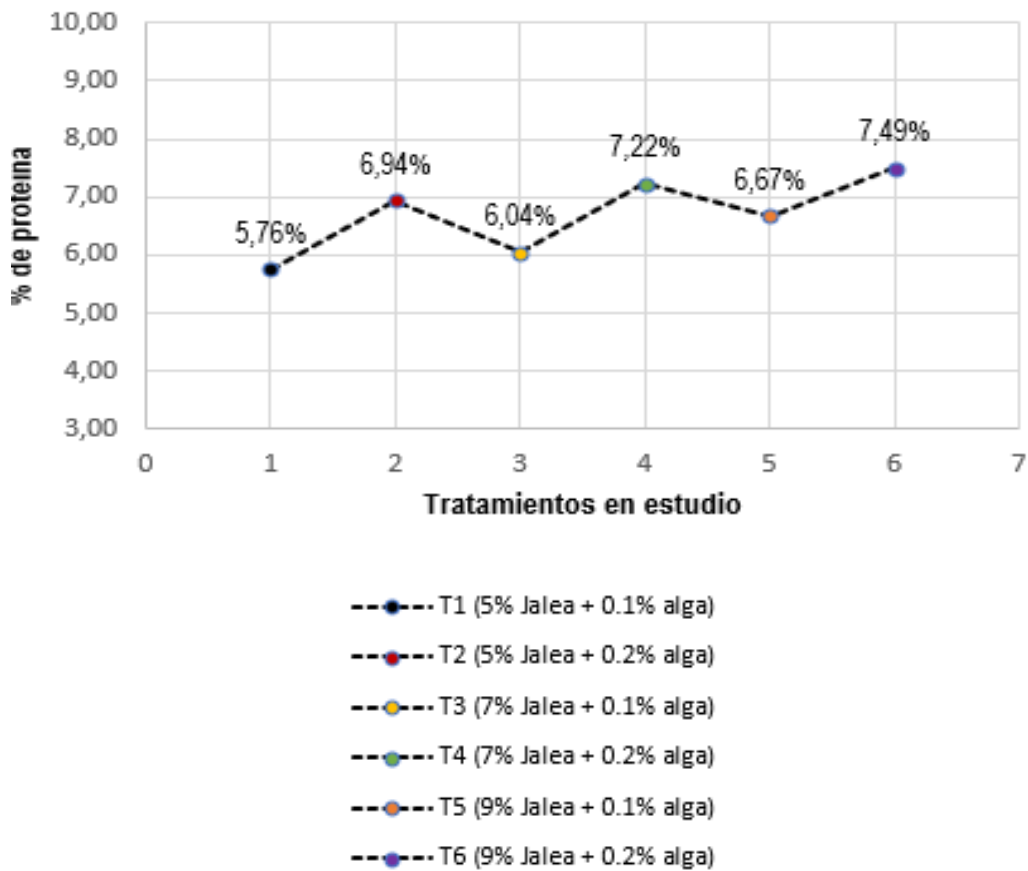 % de proteína
10,00
9,00
8,00
7,00
6,00
5,00
4,00
3,00
5,76%
6,94%
6,04%
7,22%
6,67%
7,49%
0 1 2 3 4 5 6 7
Tratamientos en estudio
T1 (5% Jalea + 0.1% alga)
T2 (5% Jalea + 0.2% alga)
T3 (7% Jalea + 0.1% alga)
T4 (7% Jalea + 0.2% alga)
T5 (9% Jalea + 0.1% alga)
T6 (9% Jalea + 0.2% alga)